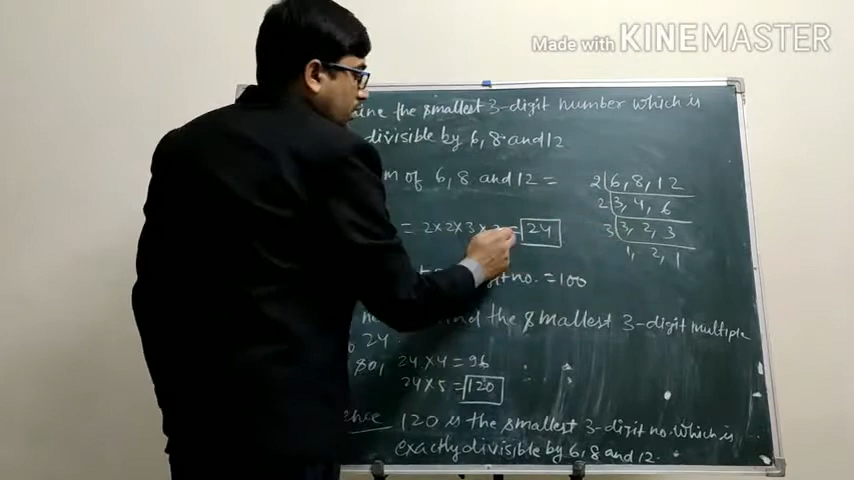 Made with KINEMASTER
the smallest 3-digit number which is
divisible by 6, 8 and 12
of 6, 8 and 12 =
= 2×2×3× = 24
no. = 100
the smallest 3-digit multiple
24.
So, 24×4 = 96
24×5 = 120
120 is the smallest 3-digit no. which is
exactly divisible by 6, 8 and 12.
2 6, 8, 12
2 3, 4, 6
3 3, 2, 3
1, 2, 1